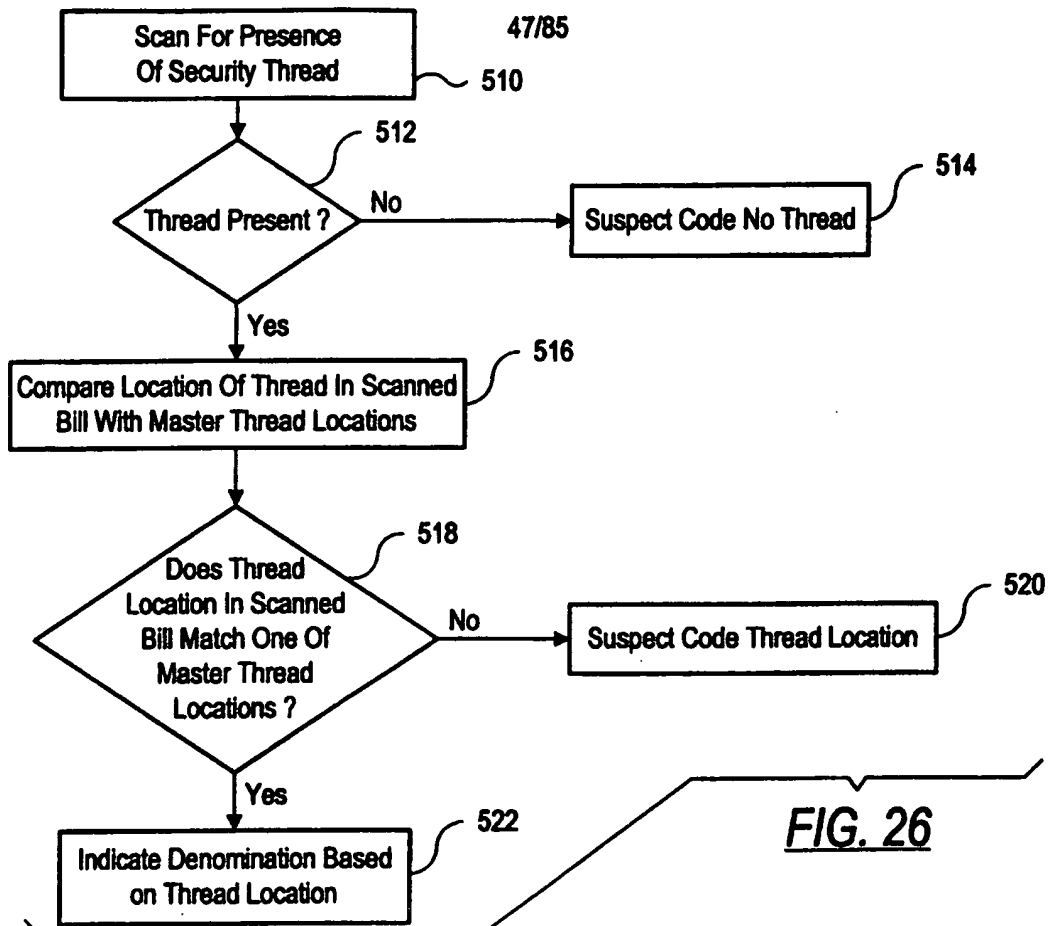 47/85
Scan For Presence
Of Security Thread
510
512
Thread Present ?
No
514
Suspect Code No Thread
Yes
516
Compare Location Of Thread In Scanned
Bill With Master Thread Locations
518
Does Thread
Location In Scanned
Bill Match One Of
Master Thread
Locations ?
No
520
Suspect Code Thread Location
Yes
522
Indicate Denomination Based
on Thread Location
FIG. 26